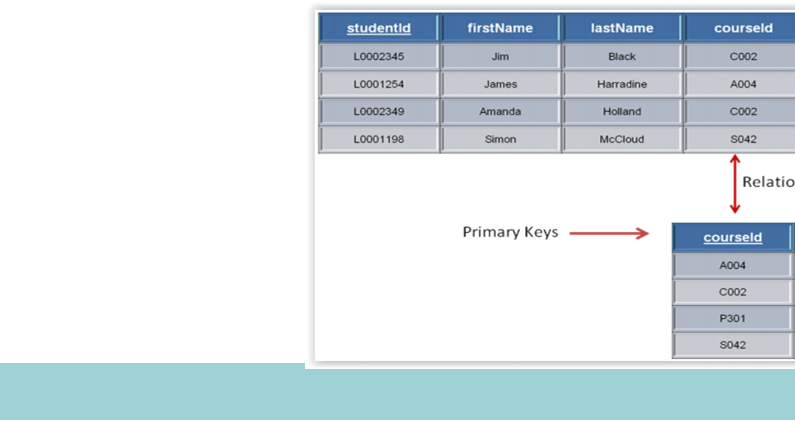 studentId firstName lastName courseId
L0002345 Jim Black C002
L0001254 James Harradine A004
L0002349 Amanda Holland C002
L0001198 Simon McCloud S042
Relatio
Primary Keys
courseId
A004
C002
P301
S042